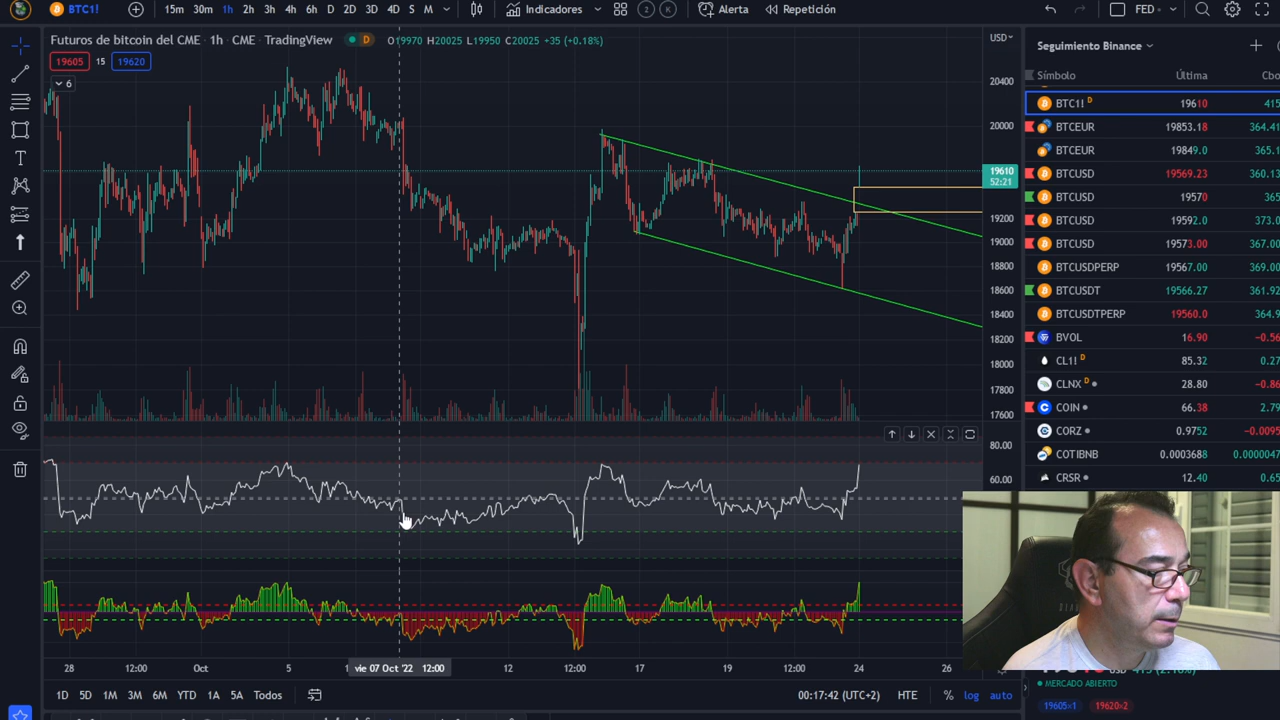 BTC1! 15m 30m 1h 2h 3h 4h 6h D 2D 3D 4D S M Indicadores 2 K Alerta Repetición FED
Futuros de bitcoin del CME · 1h · CME TradingView D O19970 H20025 L19950 C20025 +35 (+0.18%)
19605 15 19620
6
USD
20400
20000
19610
52:21
19200
19000
18800
18600
18400
18200
18000
17800
17600
80.00
60.00
28 12:00 Oct 5 vie 07 Oct '22 12:00 12 12:00 17 19 12:00 24 26
1D 5D 1M 3M 6M YTD 1A 5A Todos 00:17:42 (UTC+2) HTE % log auto
Seguimiento Binance
Símbolo Última Cbo
BTC1! D 19610 415
BTCEUR 19853.18 364.41
BTCEUR 19849.0 365.1
BTCUSD 19569.23 360.13
BTCUSD 19570 365
BTCUSD 19592.0 373.0
BTCUSD 19573.00 367.00
BTCUSDPERP 19567.00 369.00
BTCUSDT 19566.27 361.92
BTCUSDTPERP 19560.0 364.9
BVOL 16.90 -0.56
CL1! D 85.32 0.27
CLNX D 28.80 -0.86
COIN 66.38 2.79
CORZ 0.9752 -0.0095
COTIBNB 0.0003688 0.0000047
CRSR 12.40 0.65
MERCADO ABIERTO
19605×1 19620×2